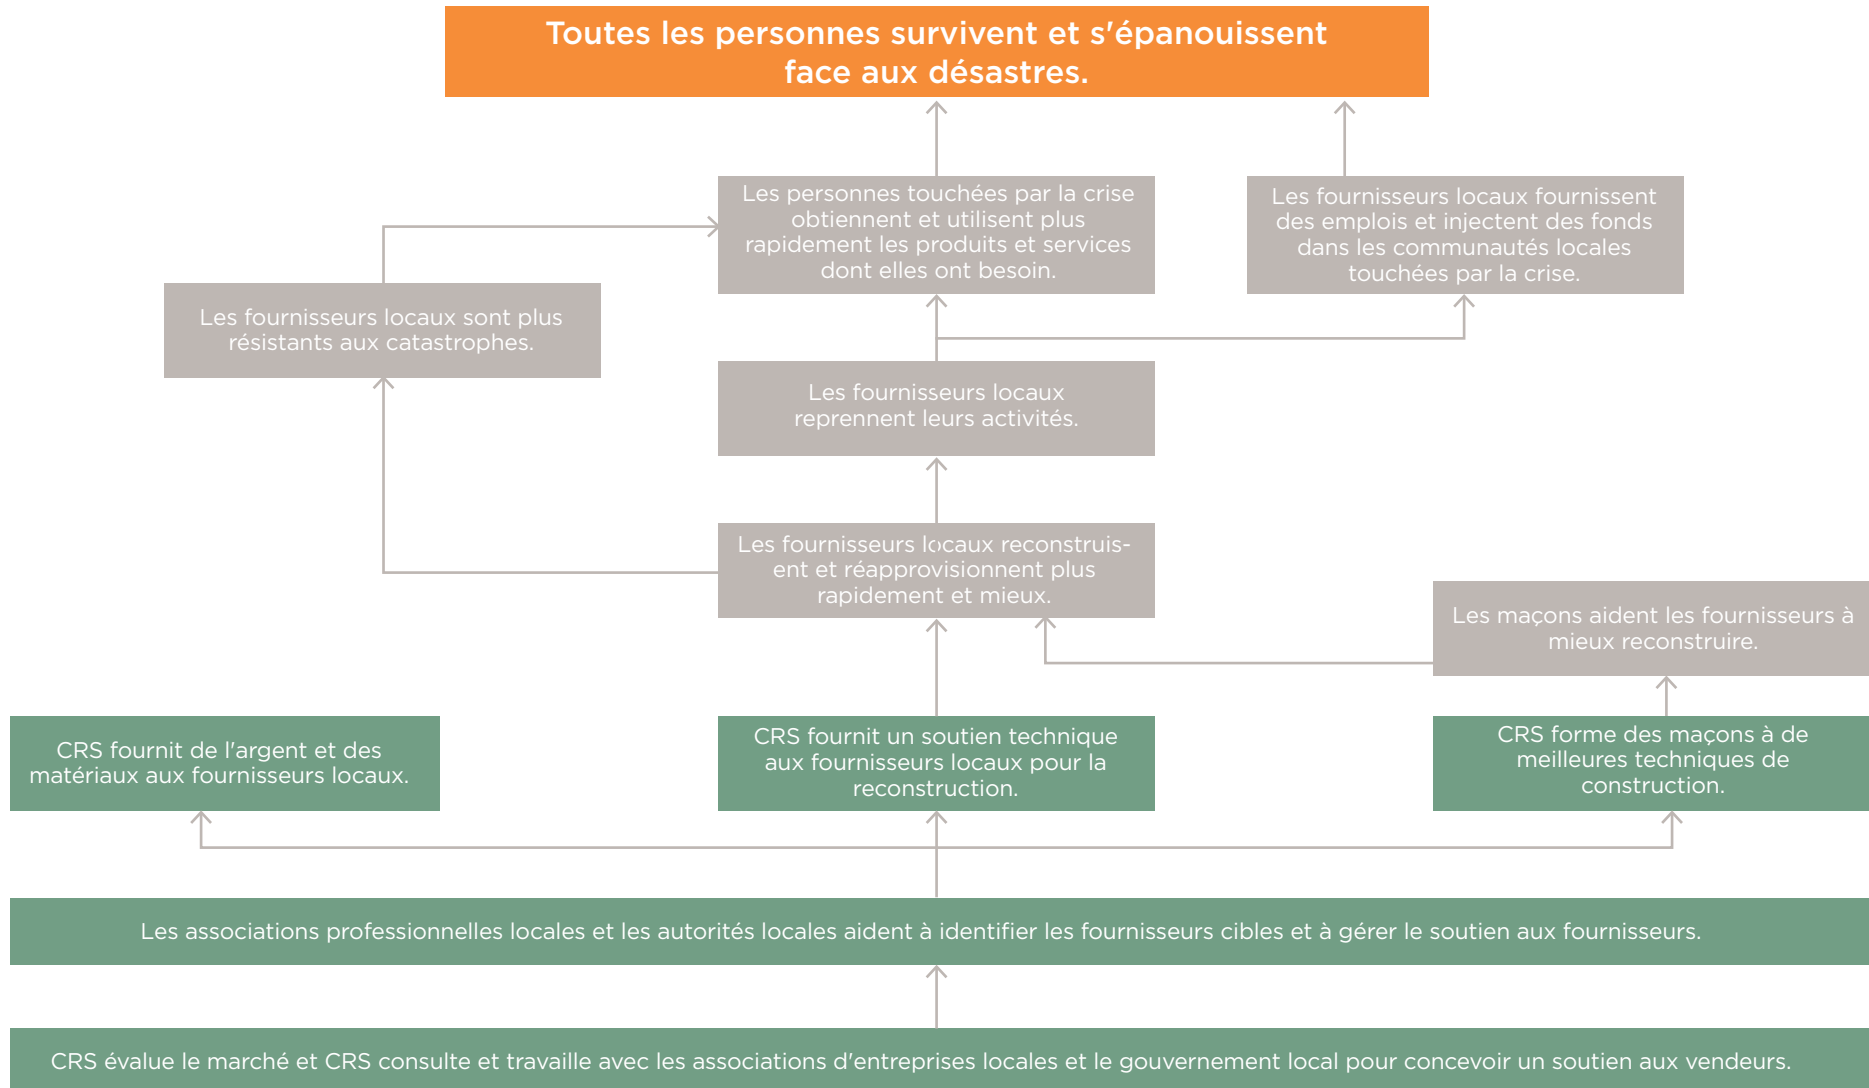 Toutes les personnes survivent et s'épanouissent
face aux désastres.
Les personnes touchées par la crise
obtiennent et utilisent plus
rapidement les produits et services
dont elles ont besoin.
Les fournisseurs locaux fournissent
des emplois et injectent des fonds
dans les communautés locales
touchées par la crise.
Les fournisseurs locaux sont plus
résistants aux catastrophes.
Les fournisseurs locaux
reprennent leurs activités.
Les fournisseurs locaux reconstruis-
ent et réapprovisionnent plus
rapidement et mieux.
Les maçons aident les fournisseurs à
mieux reconstruire.
CRS fournit de l'argent et des
matériaux aux fournisseurs locaux.
CRS fournit un soutien technique
aux fournisseurs locaux pour la
reconstruction.
CRS forme des maçons à de
meilleures techniques de
construction.
Les associations professionnelles locales et les autorités locales aident à identifier les fournisseurs cibles et à gérer le soutien aux fournisseurs.
CRS évalue le marché et CRS consulte et travaille avec les associations d'entreprises locales et le gouvernement local pour concevoir un soutien aux vendeurs.